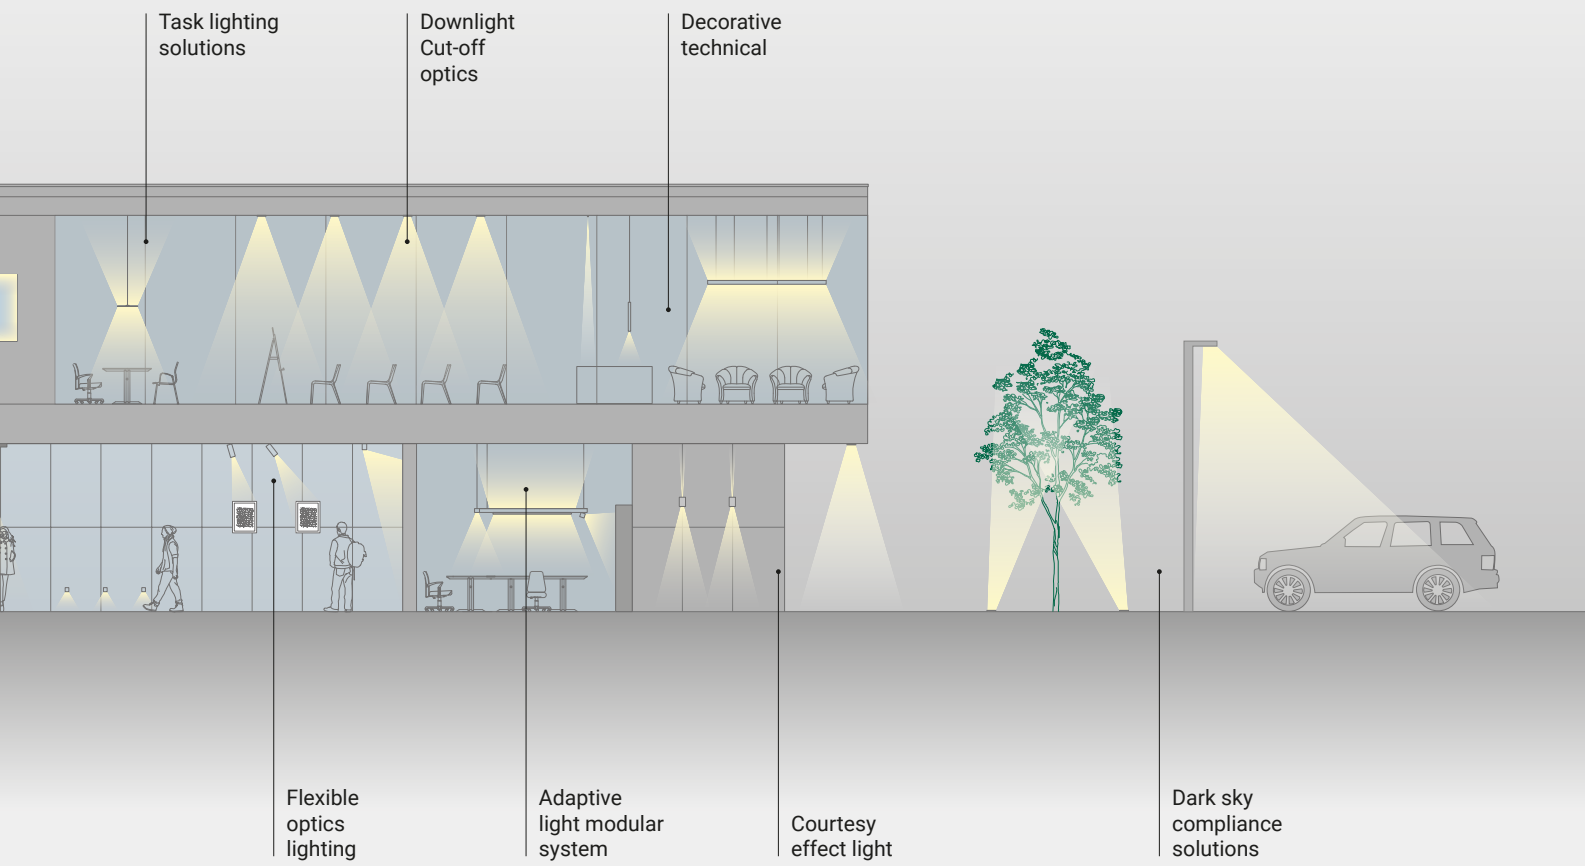 Task lighting
solutions
Downlight
Cut-off
optics
Decorative
technical
Flexible
optics
lighting
Adaptive
light modular
system
Courtesy
effect light
Dark sky
compliance
solutions